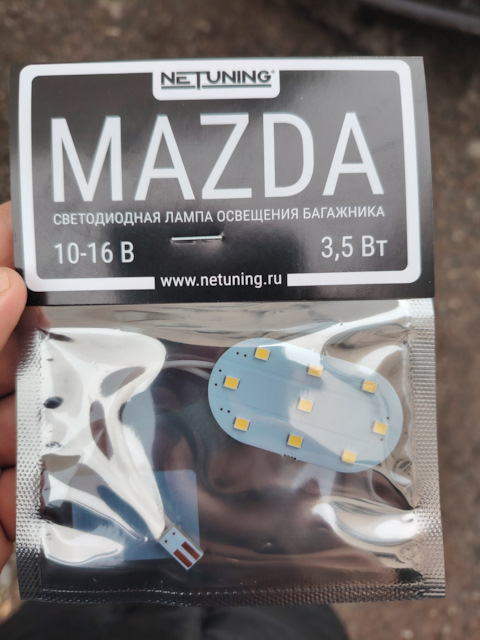 NETUNING®
MAZDA
СВЕТОДИОДНАЯ ЛАМПА ОСВЕЩЕНИЯ БАГАЖНИКА
10-16 В 3,5 Вт
www.netuning.ru